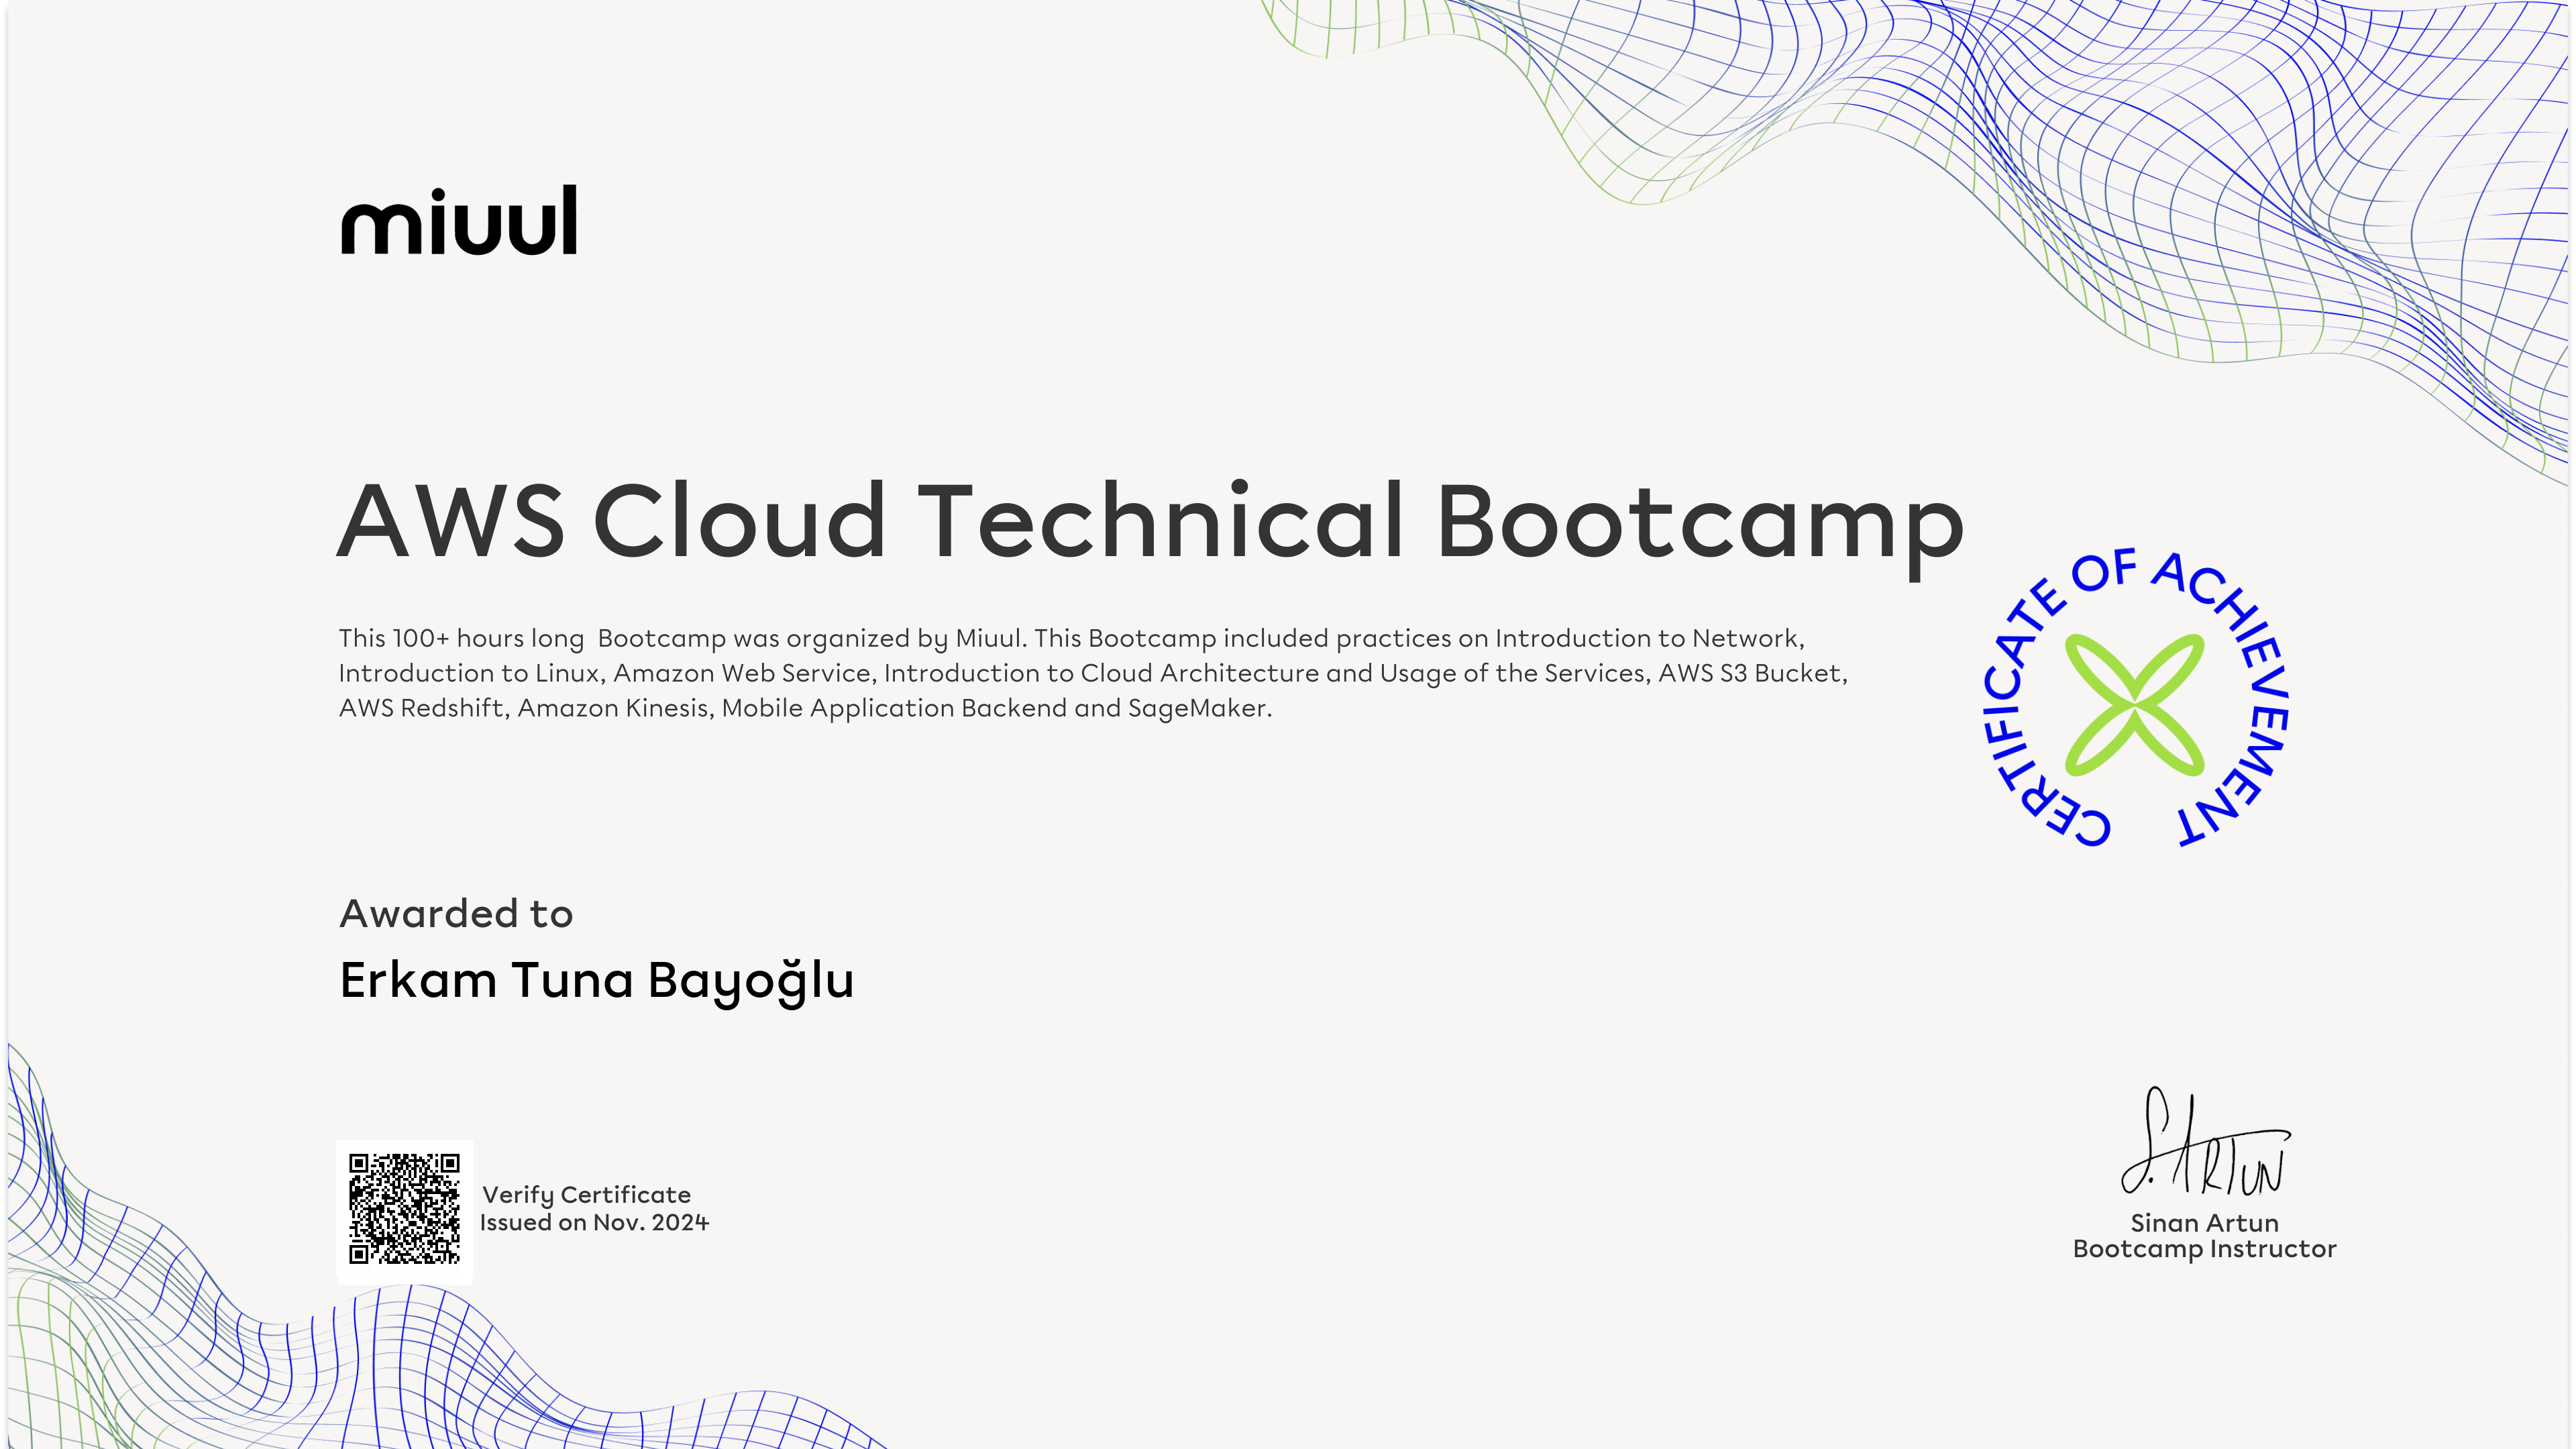 miuul
AWS Cloud Technical Bootcamp
This 100+ hours long  Bootcamp was organized by Miuul. This Bootcamp included practices on Introduction to Network,
Introduction to Linux, Amazon Web Service, Introduction to Cloud Architecture and Usage of the Services, AWS S3 Bucket,
AWS Redshift, Amazon Kinesis, Mobile Application Backend and SageMaker.
CERTIFICATE OF ACHIEVEMENT
Awarded to
Erkam Tuna Bayoğlu
Verify Certificate
Issued on Nov. 2024
S. ARTUN
Sinan Artun
Bootcamp Instructor